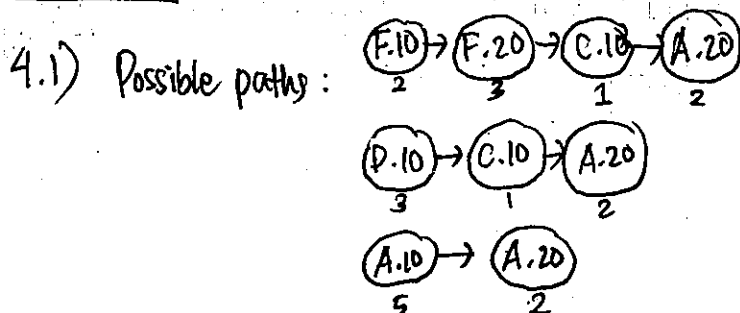 4.1) Possible paths: F.10 → F.20 → C.10 → A.20
2 3 1 2
D.10 → C.10 → A.20
3 1 2
A.10 → A.20
5 2